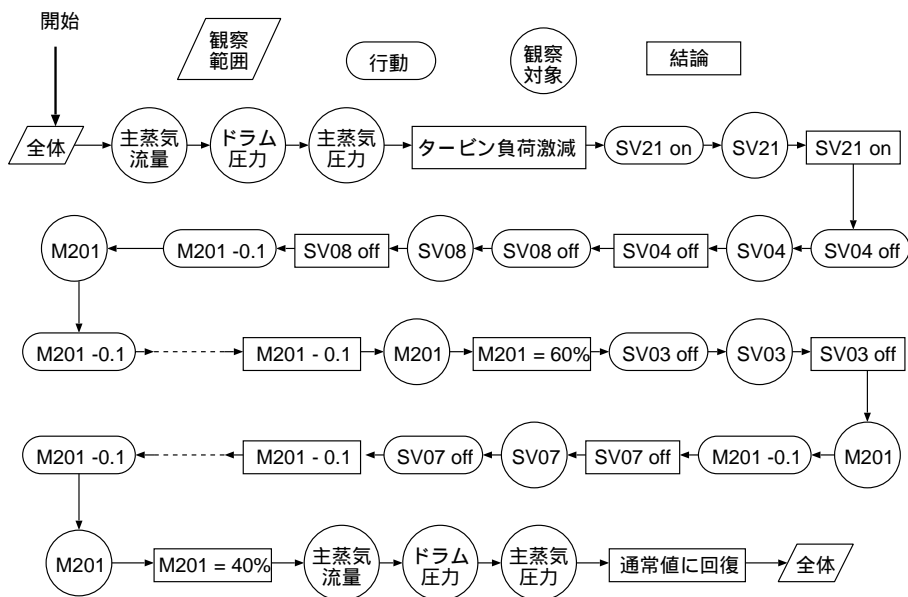 開始
観察
範囲
行動
観察
対象
結論
全体
主蒸気
流量
ドラム
圧力
主蒸気
圧力
タービン負荷激減
SV21 on
SV21
SV21 on
SV04 off
SV04
SV04 off
SV08 off
SV08
SV08 off
M201 -0.1
M201
M201 -0.1
M201 - 0.1
M201
M201 = 60%
SV03 off
SV03
SV03 off
M201
M201 -0.1
SV07 off
SV07
SV07 off
M201 - 0.1
M201 -0.1
M201
M201 = 40%
主蒸気
流量
ドラム
圧力
主蒸気
圧力
通常値に回復
全体